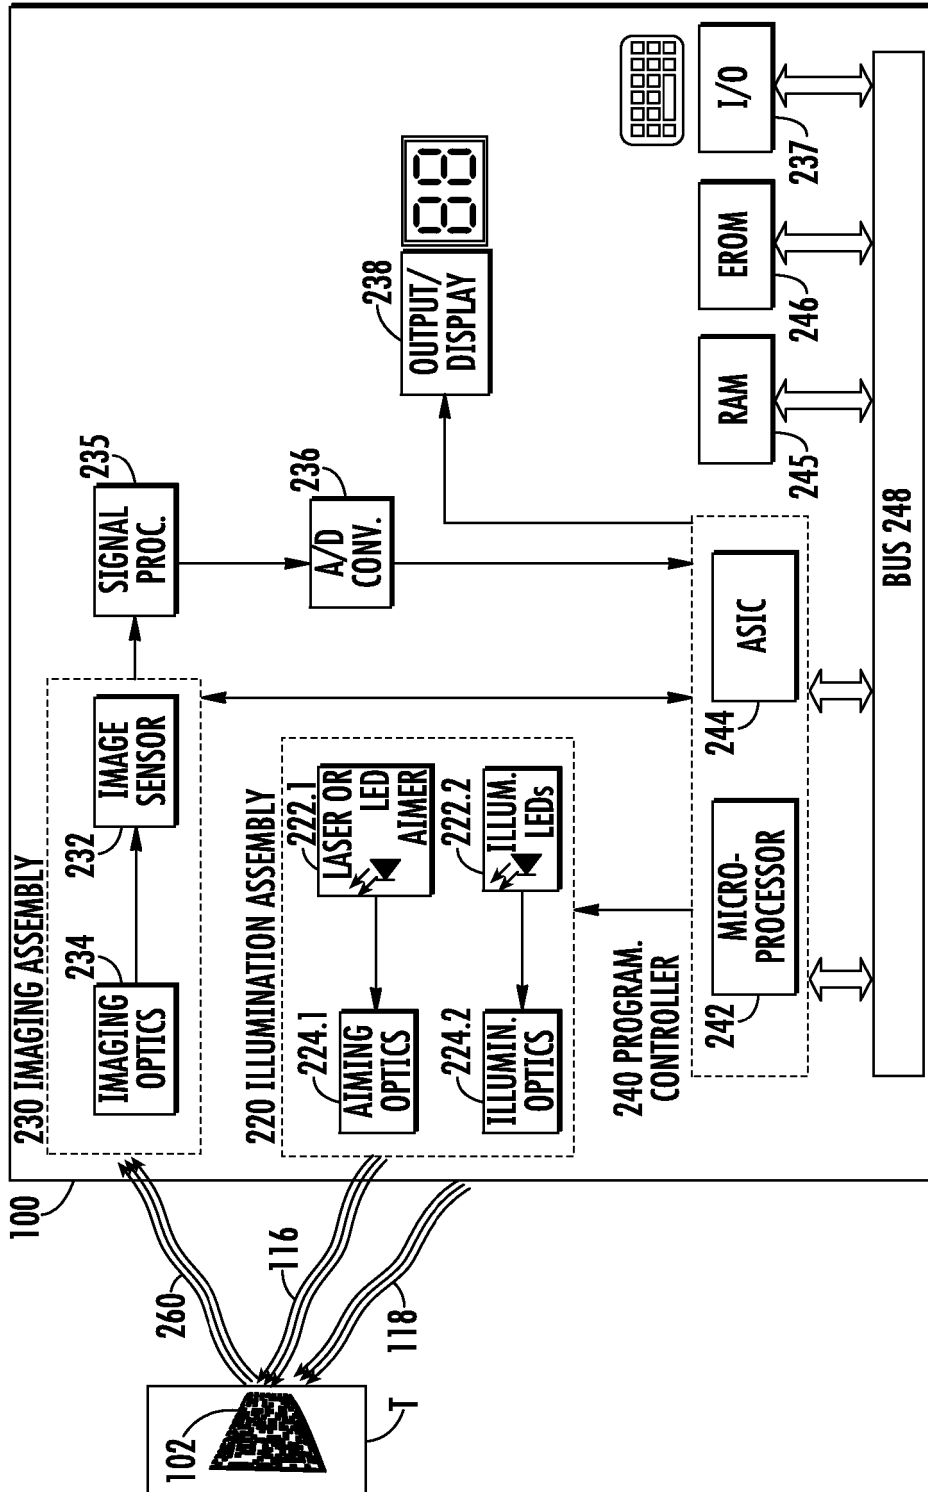 100
230 IMAGING ASSEMBLY
234
IMAGING
OPTICS
232
IMAGE
SENSOR
235
SIGNAL
PROC.
236
A/D
CONV.
238
OUTPUT/
DISPLAY
88
220 ILLUMINATION ASSEMBLY
222.1
LASER OR
LED
AIMER
224.1
AIMING
OPTICS
222.2
ILLUM.
LEDs
224.2
ILLUMIN.
OPTICS
240 PROGRAM.
CONTROLLER
242
MICRO-
PROCESSOR
244
ASIC
RAM
245
EROM
246
I/O
237
BUS 248
260
116
118
102
T